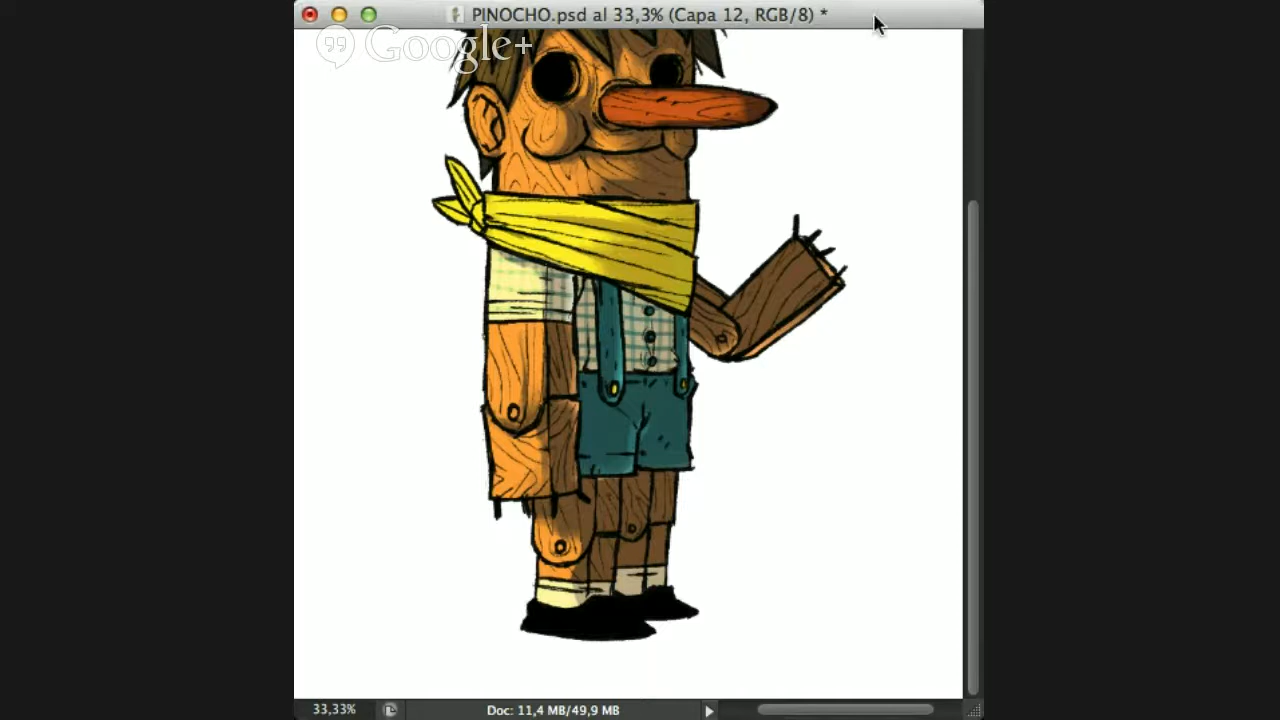 PINOCHO.psd al 33,3% (Capa 12, RGB/8) *
Google+
33,33%
Doc: 11,4 MB/49,9 MB